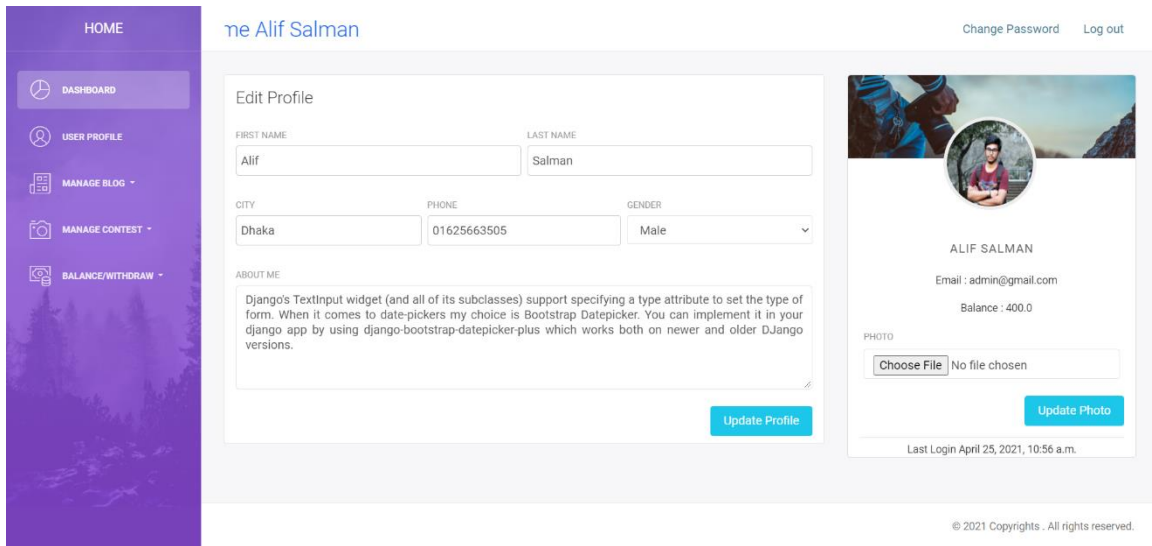 HOME
me Alif Salman
Change Password
Log out
DASHBOARD
USER PROFILE
MANAGE BLOG
MANAGE CONTEST
BALANCE/WITHDRAW
Edit Profile
FIRST NAME
LAST NAME
Alif
Salman
CITY
PHONE
GENDER
Dhaka
01625663505
Male
ABOUT ME
Django's TextInput widget (and all of its subclasses) support specifying a type attribute to set the type of
form. When it comes to date-pickers my choice is Bootstrap Datepicker. You can implement it in your
django app by using django-bootstrap-datepicker-plus which works both on newer and older DJango
versions.
Update Profile
ALIF SALMAN
Email : admin@gmail.com
Balance : 400.0
PHOTO
Choose File No file chosen
Update Photo
Last Login April 25, 2021, 10:56 a.m.
© 2021 Copyrights . All rights reserved.